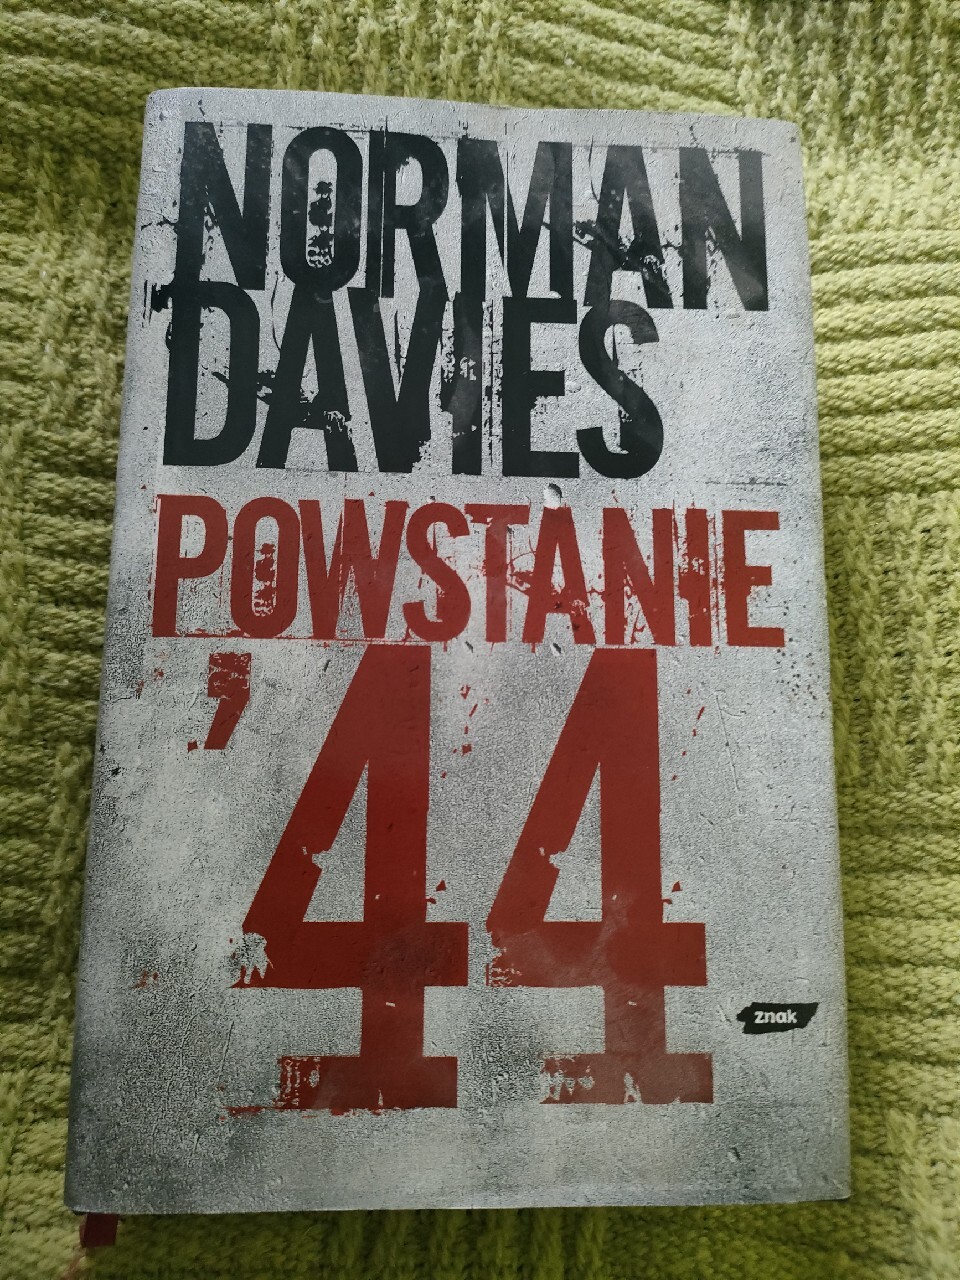 NORMAN
DAVIES
POWSTANIE
'44
znak